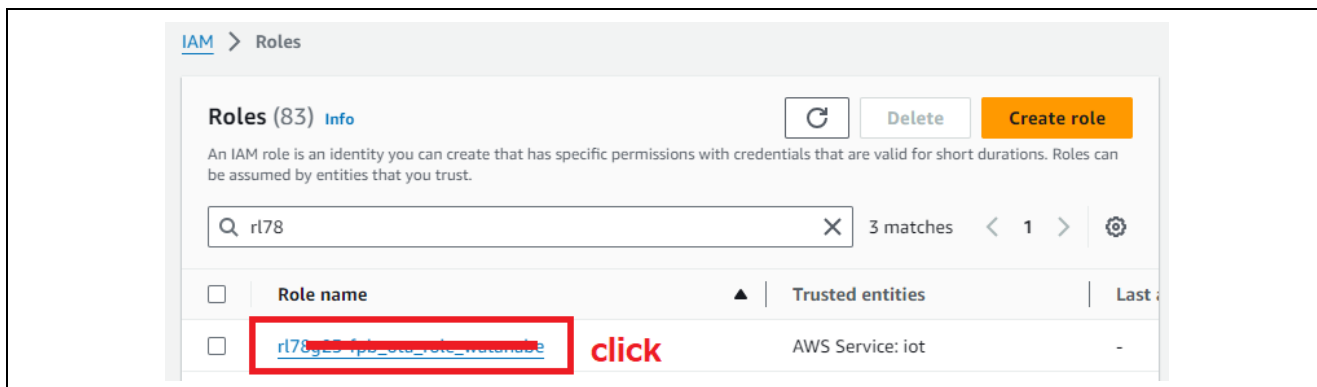 IAM > Roles
Roles (83) Info
Delete
Create role
An IAM role is an identity you can create that has specific permissions with credentials that are valid for short durations. Roles can
be assumed by entities that you trust.
rl78
3 matches
1
Role name
Trusted entities
Last
click
AWS Service: iot
-